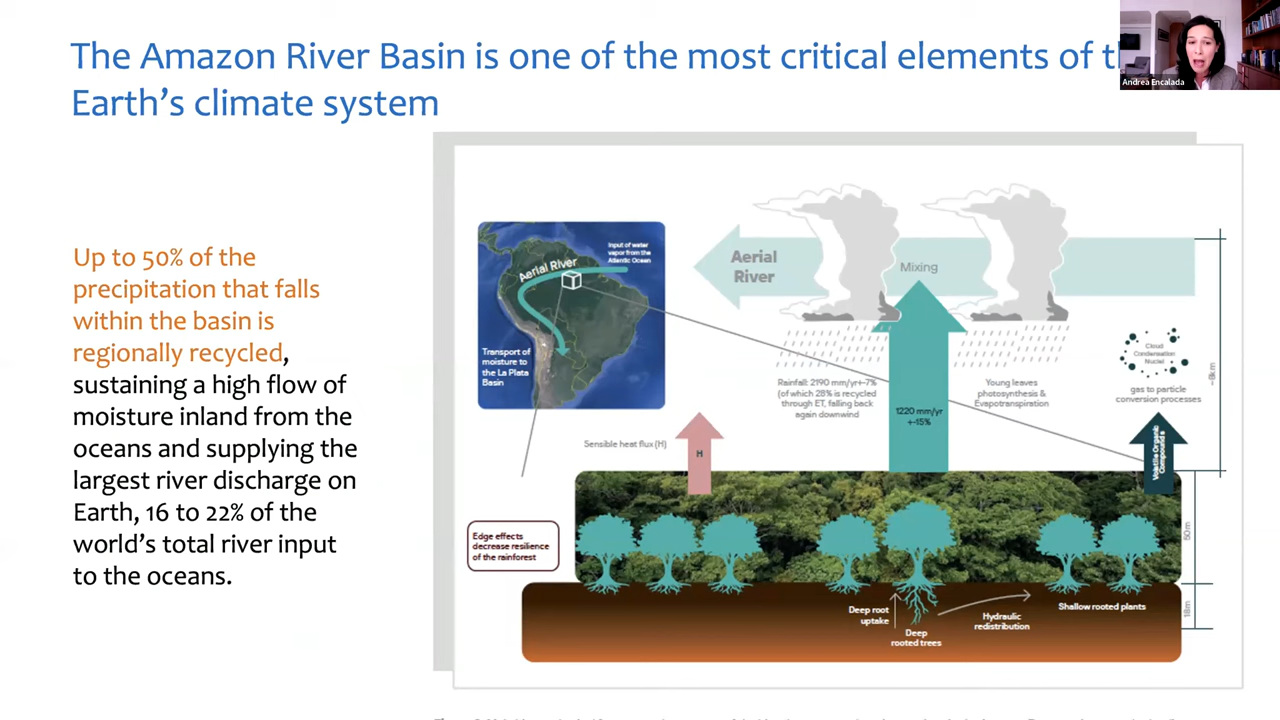 The Amazon River Basin is one of the most critical elements of
Earth's climate system
Andrea Encalada
Up to 50% of the
precipitation that falls
within the basin is
regionally recycled,
sustaining a high flow of
moisture inland from the
oceans and supplying the
largest river discharge on
Earth, 16 to 22% of the
world's total river input
to the oceans.
Aerial River
Input of water
vapor from the
Atlantic Ocean
Transport of
moisture to
the La Plata
Basin
Aerial
River
Mixing
Rainfall: 2190 mm/yr+-7%
(of which 28% is recycled
through ET, falling back
again downwind
Young leaves
photosynthesis &
Evapotranspiration
Cloud
Condensation
Nuclei
gas to particle
conversion processes
~8km
1220 mm/yr
+-15%
Sensible heat flux (H)
H
Volatile Organic
Compounds
Edge effects
decrease resilience
of the rainforest
50m
18m
Deep root
uptake
Deep
rooted trees
Hydraulic
redistribution
Shallow rooted plants